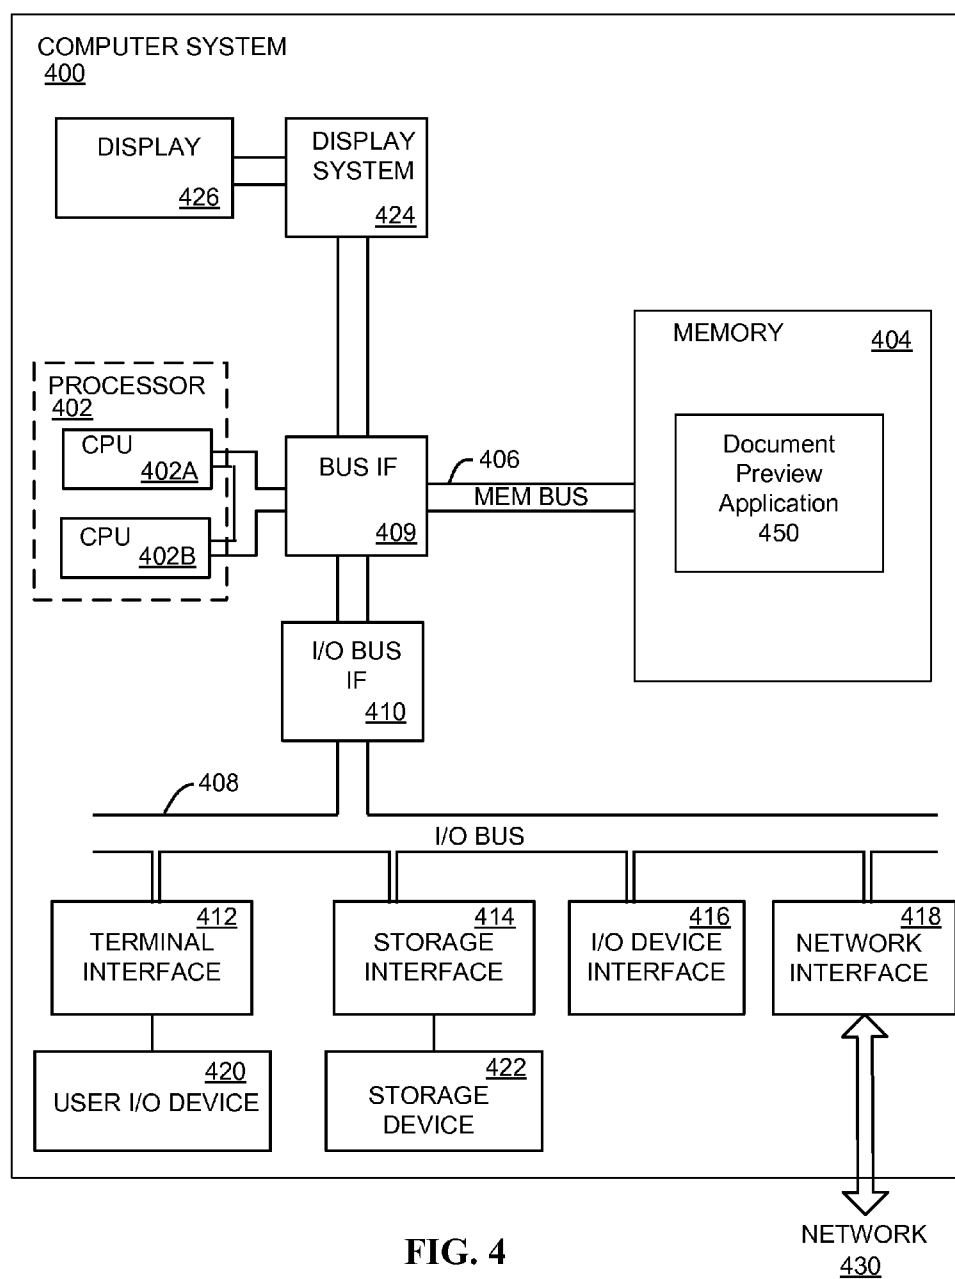 COMPUTER SYSTEM
400
DISPLAY
426
DISPLAY
SYSTEM
424
MEMORY
404
Document
Preview
Application
450
PROCESSOR
402
CPU
402A
CPU
402B
BUS IF
409
406
MEM BUS
I/O BUS
IF
410
408
I/O BUS
412
TERMINAL
INTERFACE
414
STORAGE
INTERFACE
416
I/O DEVICE
INTERFACE
418
NETWORK
INTERFACE
420
USER I/O DEVICE
422
STORAGE
DEVICE
NETWORK
430
FIG. 4